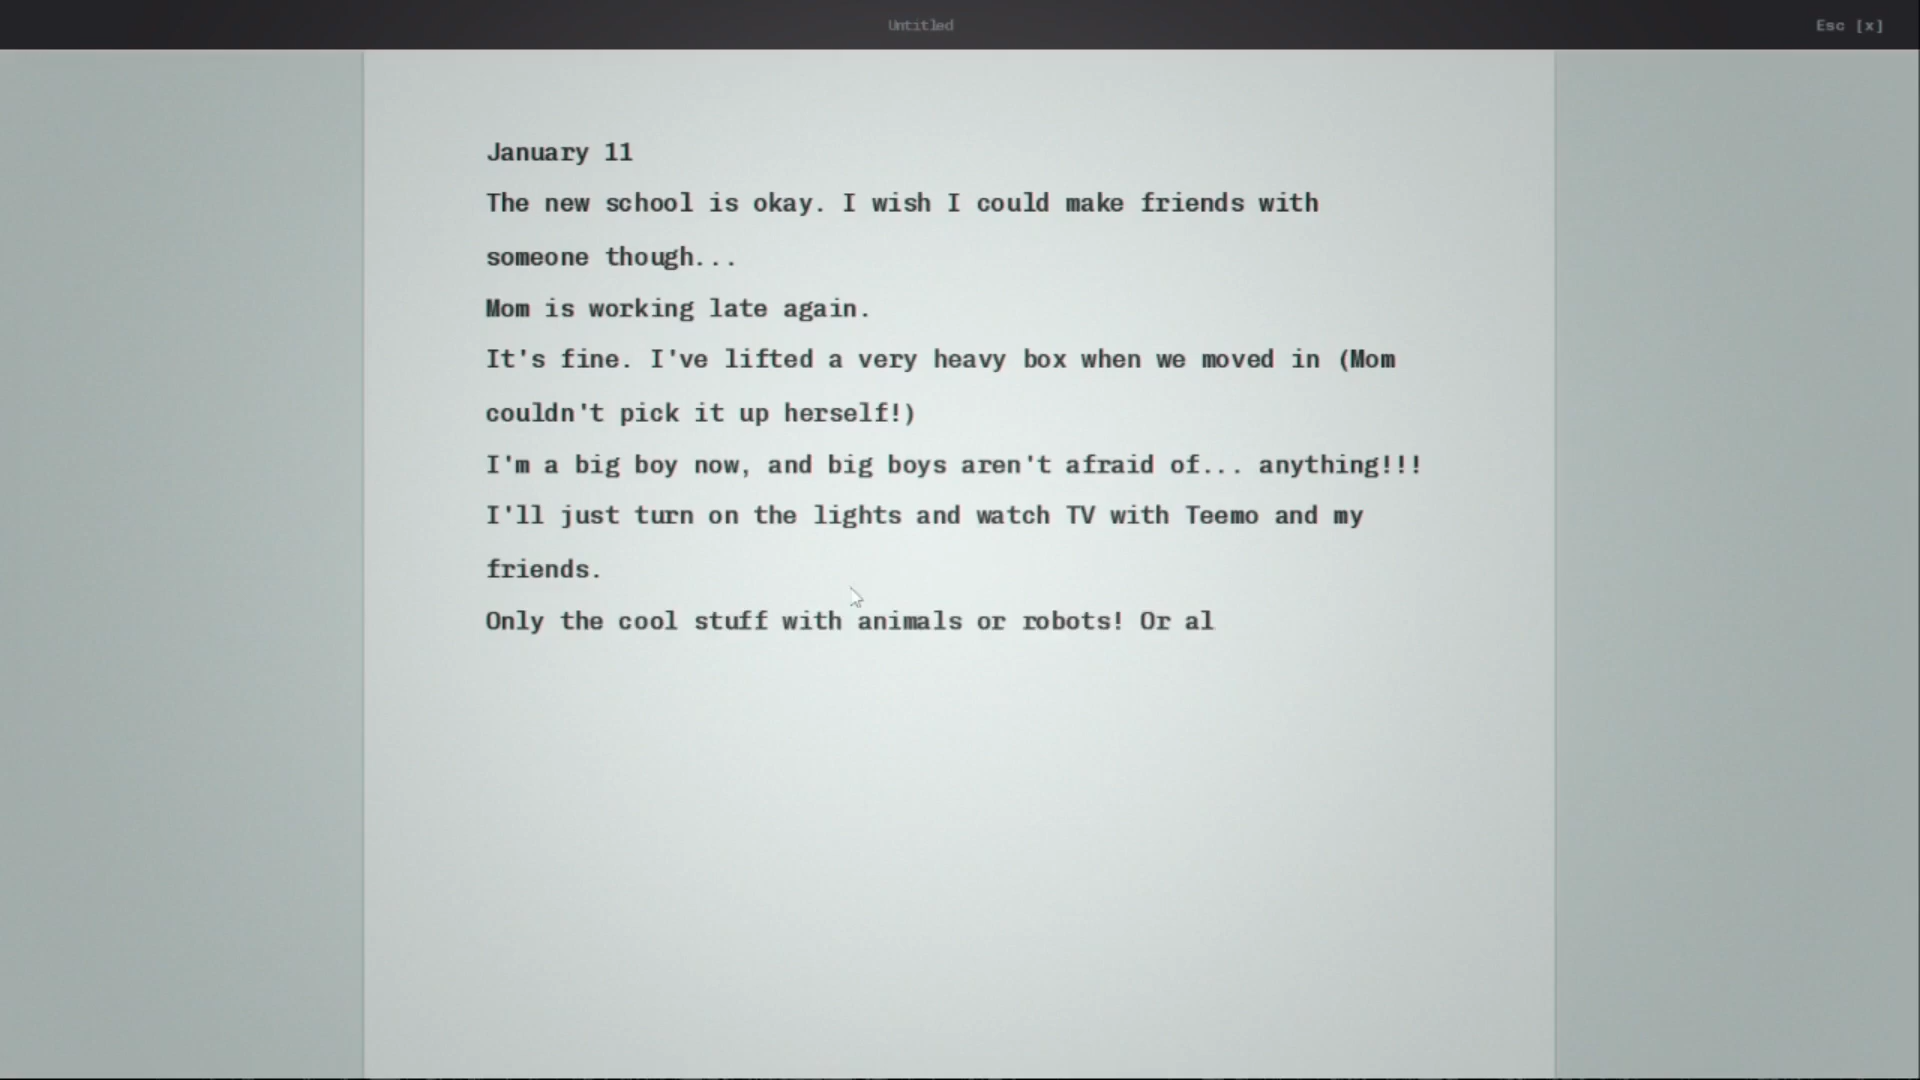 Untitled
Esc [x]
January 11
The new school is okay. I wish I could make friends with
someone though...
Mom is working late again.
It's fine. I've lifted a very heavy box when we moved in (Mom
couldn't pick it up herself!)
I'm a big boy now, and big boys aren't afraid of... anything!!!
I'll just turn on the lights and watch TV with Teemo and my
friends.
Only the cool stuff with animals or robots! Or al